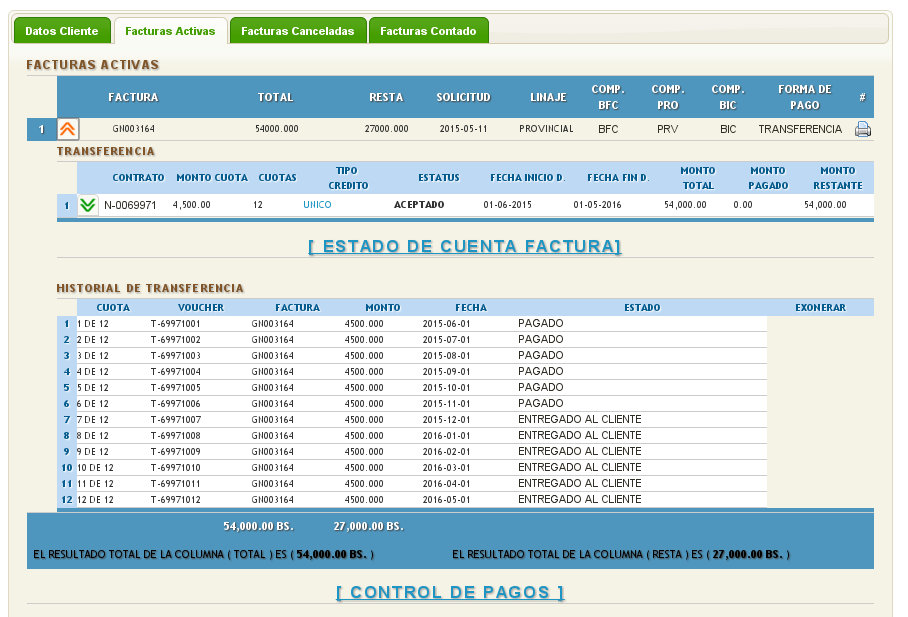 Datos Cliente Facturas Activas Facturas Canceladas Facturas Contado
FACTURAS ACTIVAS
FACTURA TOTAL RESTA SOLICITUD LINAJE COMP. BFC COMP. PRO COMP. BIC FORMA DE PAGO #
1 GN003164 54000.000 27000.000 2015-05-11 PROVINCIAL BFC PRV BIC TRANSFERENCIA
TRANSFERENCIA
CONTRATO MONTO CUOTA CUOTAS TIPO CREDITO ESTATUS FECHA INICIO D. FECHA FIN D. MONTO TOTAL MONTO PAGADO MONTO RESTANTE
1 N-0069971 4,500.00 12 UNICO ACEPTADO 01-06-2015 01-05-2016 54,000.00 0.00 54,000.00
[ ESTADO DE CUENTA FACTURA]
HISTORIAL DE TRANSFERENCIA
CUOTA VOUCHER FACTURA MONTO FECHA ESTADO EXONERAR
1 1 DE 12 T-69971001 GN003164 4500.000 2015-06-01 PAGADO
2 2 DE 12 T-69971002 GN003164 4500.000 2015-07-01 PAGADO
3 3 DE 12 T-69971003 GN003164 4500.000 2015-08-01 PAGADO
4 4 DE 12 T-69971004 GN003164 4500.000 2015-09-01 PAGADO
5 5 DE 12 T-69971005 GN003164 4500.000 2015-10-01 PAGADO
6 6 DE 12 T-69971006 GN003164 4500.000 2015-11-01 PAGADO
7 7 DE 12 T-69971007 GN003164 4500.000 2015-12-01 ENTREGADO AL CLIENTE
8 8 DE 12 T-69971008 GN003164 4500.000 2016-01-01 ENTREGADO AL CLIENTE
9 9 DE 12 T-69971009 GN003164 4500.000 2016-02-01 ENTREGADO AL CLIENTE
10 10 DE 12 T-69971010 GN003164 4500.000 2016-03-01 ENTREGADO AL CLIENTE
11 11 DE 12 T-69971011 GN003164 4500.000 2016-04-01 ENTREGADO AL CLIENTE
12 12 DE 12 T-69971012 GN003164 4500.000 2016-05-01 ENTREGADO AL CLIENTE
54,000.00 BS. 27,000.00 BS.
EL RESULTADO TOTAL DE LA COLUMNA ( TOTAL ) ES ( 54,000.00 BS. ) EL RESULTADO TOTAL DE LA COLUMNA ( RESTA ) ES ( 27,000.00 BS. )
[ CONTROL DE PAGOS ]